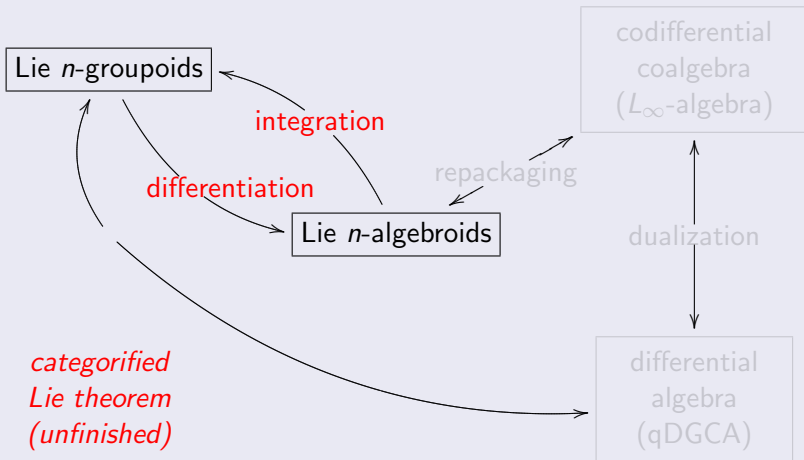 codifferential
coalgebra
(L∞-algebra)
Lie n-groupoids
integration
repackaging
differentiation
Lie n-algebroids
dualization
categorified
Lie theorem
(unfinished)
differential
algebra
(qDGCA)